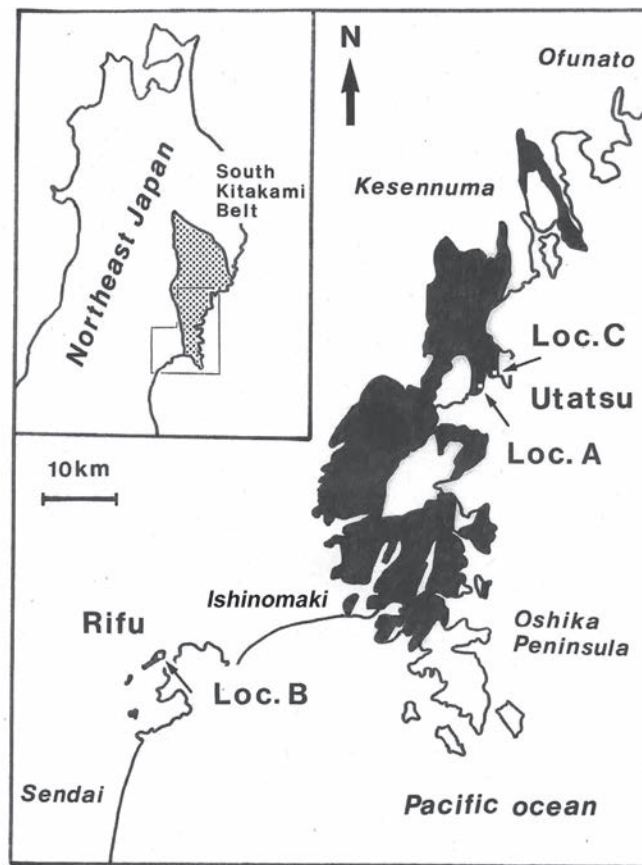 N
Ofunato
Northeast Japan
South
Kitakami
Belt
Kesennuma
Loc.C
Utatsu
Loc. A
10km
Ishinomaki
Rifu
Oshika
Peninsula
Loc.B
Sendai
Pacific ocean